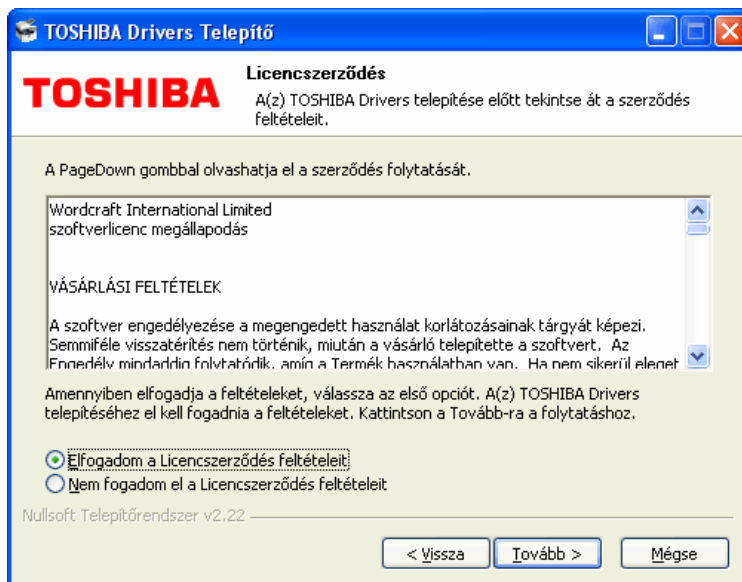 TOSHIBA Drivers Telepítő
TOSHIBA
Licencszerződés
A(z) TOSHIBA Drivers telepítése előtt tekintse át a szerződés
feltételeit.
A PageDown gombbal olvashatja el a szerződés folytatását.
Wordcraft International Limited
szoftverlicenc megállapodás
VÁSÁRLÁSI FELTÉTELEK
A szoftver engedélyezése a megengedett használat korlátozásainak tárgyát képezi.
Semmiféle visszatérítés nem történik, miután a vásárló telepítette a szoftvert.  Az
Engedély mindaddig folytatódik, amíg a Termék használatban van.  Ha nem sikerül eleget
Amennyiben elfogadja a feltételeket, válassza az első opciót. A(z) TOSHIBA Drivers
telepítéséhez el kell fogadnia a feltételeket. Kattintson a Tovább-ra a folytatáshoz.
Elfogadom a Licencszerződés feltételeit
Nem fogadom el a Licencszerződés feltételeit
Nullsoft Telepítőrendszer v2.22
< Vissza
Tovább >
Mégse